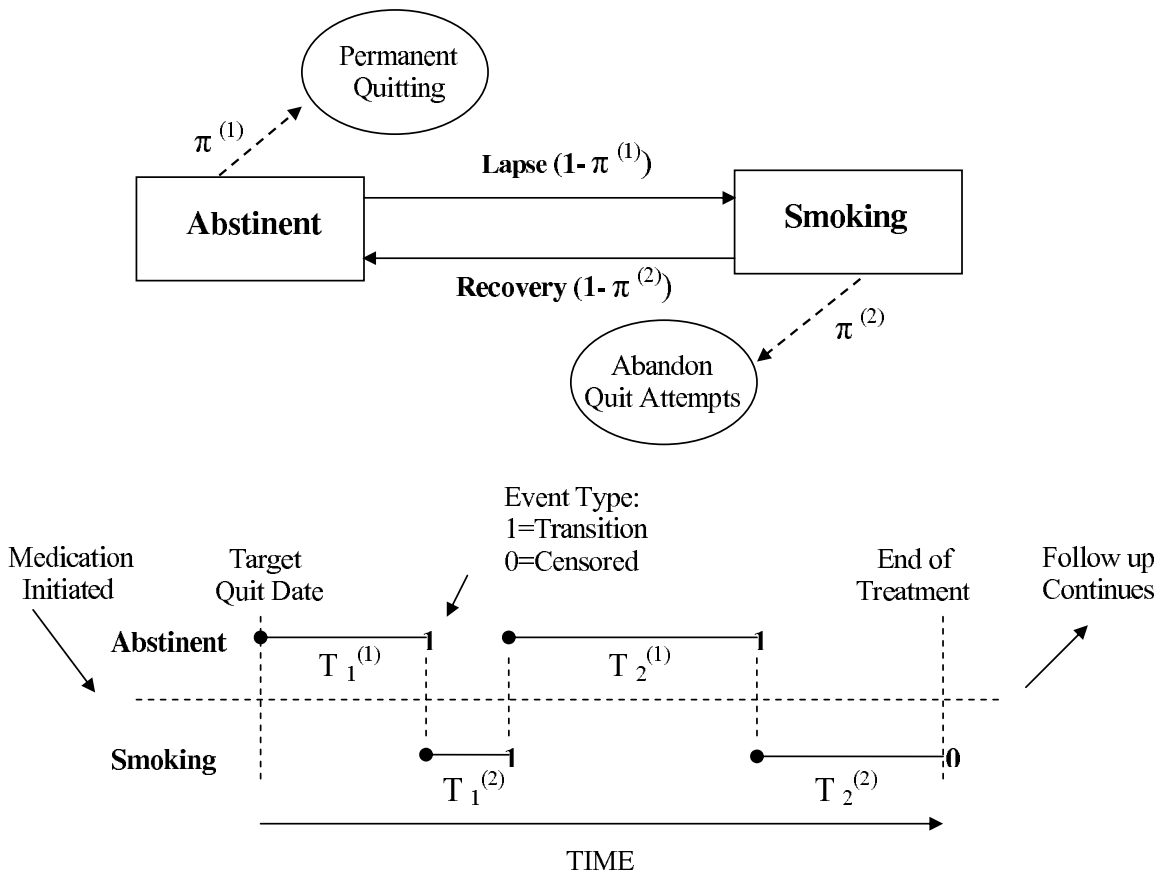 Permanent
Quitting
π (1)
Lapse (1- π (1))
Abstinent
Smoking
Recovery (1- π (2))
π (2)
Abandon
Quit Attempts
Event Type:
1=Transition
0=Censored
Medication
Initiated
Target
Quit Date
End of
Treatment
Follow up
Continues
Abstinent
1
1
T 1 (1)
T 2 (1)
Smoking
1
0
T 1 (2)
T 2 (2)
TIME